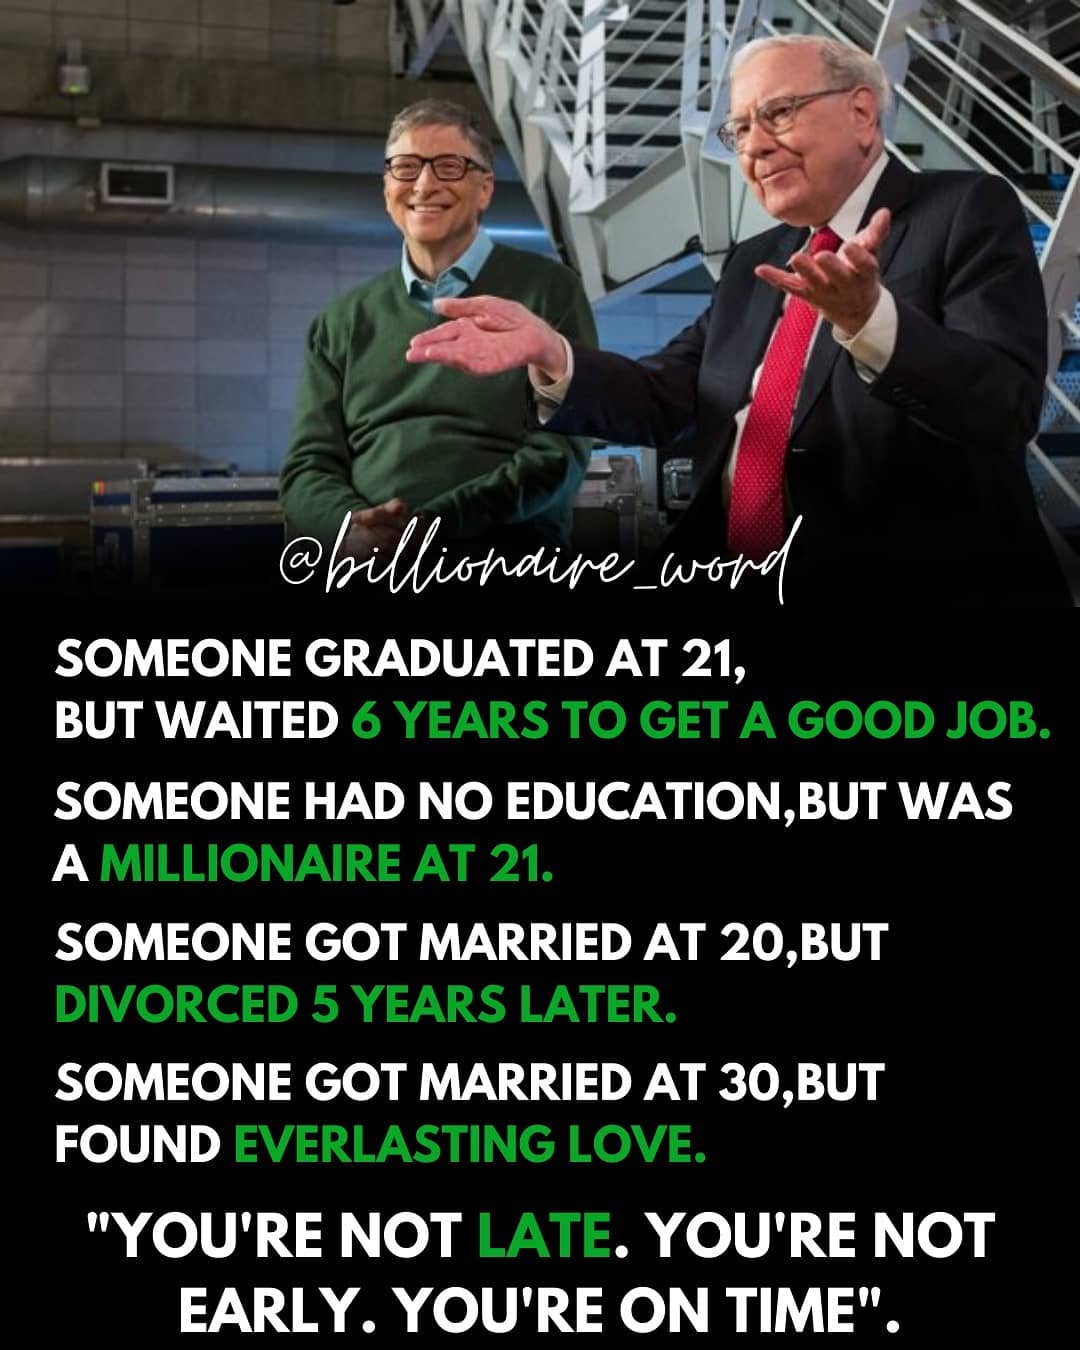 @billionaire_word
SOMEONE GRADUATED AT 21,
BUT WAITED 6 YEARS TO GET A GOOD JOB.
SOMEONE HAD NO EDUCATION,BUT WAS
A MILLIONAIRE AT 21.
SOMEONE GOT MARRIED AT 20,BUT
DIVORCED 5 YEARS LATER.
SOMEONE GOT MARRIED AT 30,BUT
FOUND EVERLASTING LOVE.
"YOU'RE NOT LATE. YOU'RE NOT
EARLY. YOU'RE ON TIME".